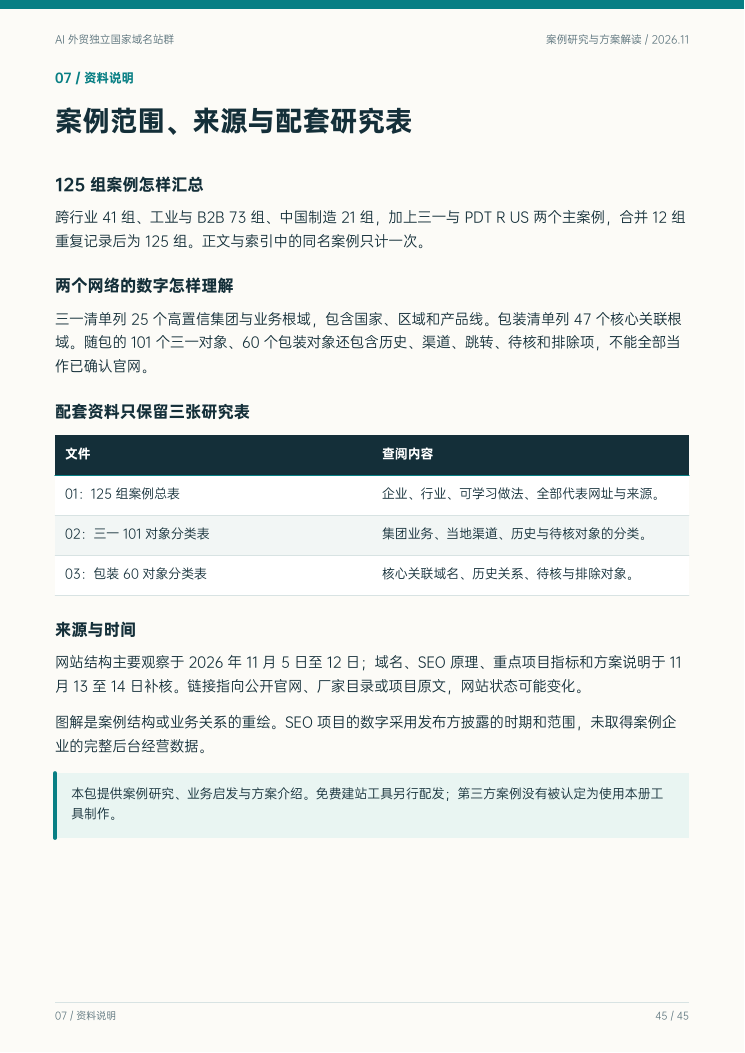 AI 外贸独立国家域名站群
案例研究与方案解读 / 2026.11
07 / 资料说明
案例范围、来源与配套研究表
125 组案例怎样汇总
跨行业 41 组、工业与 B2B 73 组、中国制造 21 组，加上三一与 PDT R US 两个主案例，合并 12 组
重复记录后为 125 组。正文与索引中的同名案例只计一次。
两个网络的数字怎样理解
三一清单列 25 个高置信集团与业务根域，包含国家、区域和产品线。包装清单列 47 个核心关联根
域。随包的 101 个三一对象、60 个包装对象还包含历史、渠道、跳转、待核和排除项，不能全部当
作已确认官网。
配套资料只保留三张研究表
文件 查阅内容
01：125 组案例总表 企业、行业、可学习做法、全部代表网址与来源。
02：三一 101 对象分类表 集团业务、当地渠道、历史与待核对象的分类。
03：包装 60 对象分类表 核心关联域名、历史关系、待核与排除对象。
来源与时间
网站结构主要观察于 2026 年 11 月 5 日至 12 日；域名、SEO 原理、重点项目指标和方案说明于 11
月 13 至 14 日补核。链接指向公开官网、厂家目录或项目原文，网站状态可能变化。
图解是案例结构或业务关系的重绘。SEO 项目的数字采用发布方披露的时期和范围，未取得案例企
业的完整后台经营数据。
本包提供案例研究、业务启发与方案介绍。免费建站工具另行配发；第三方案例没有被认定为使用本册工
具制作。
07 / 资料说明
45 / 45